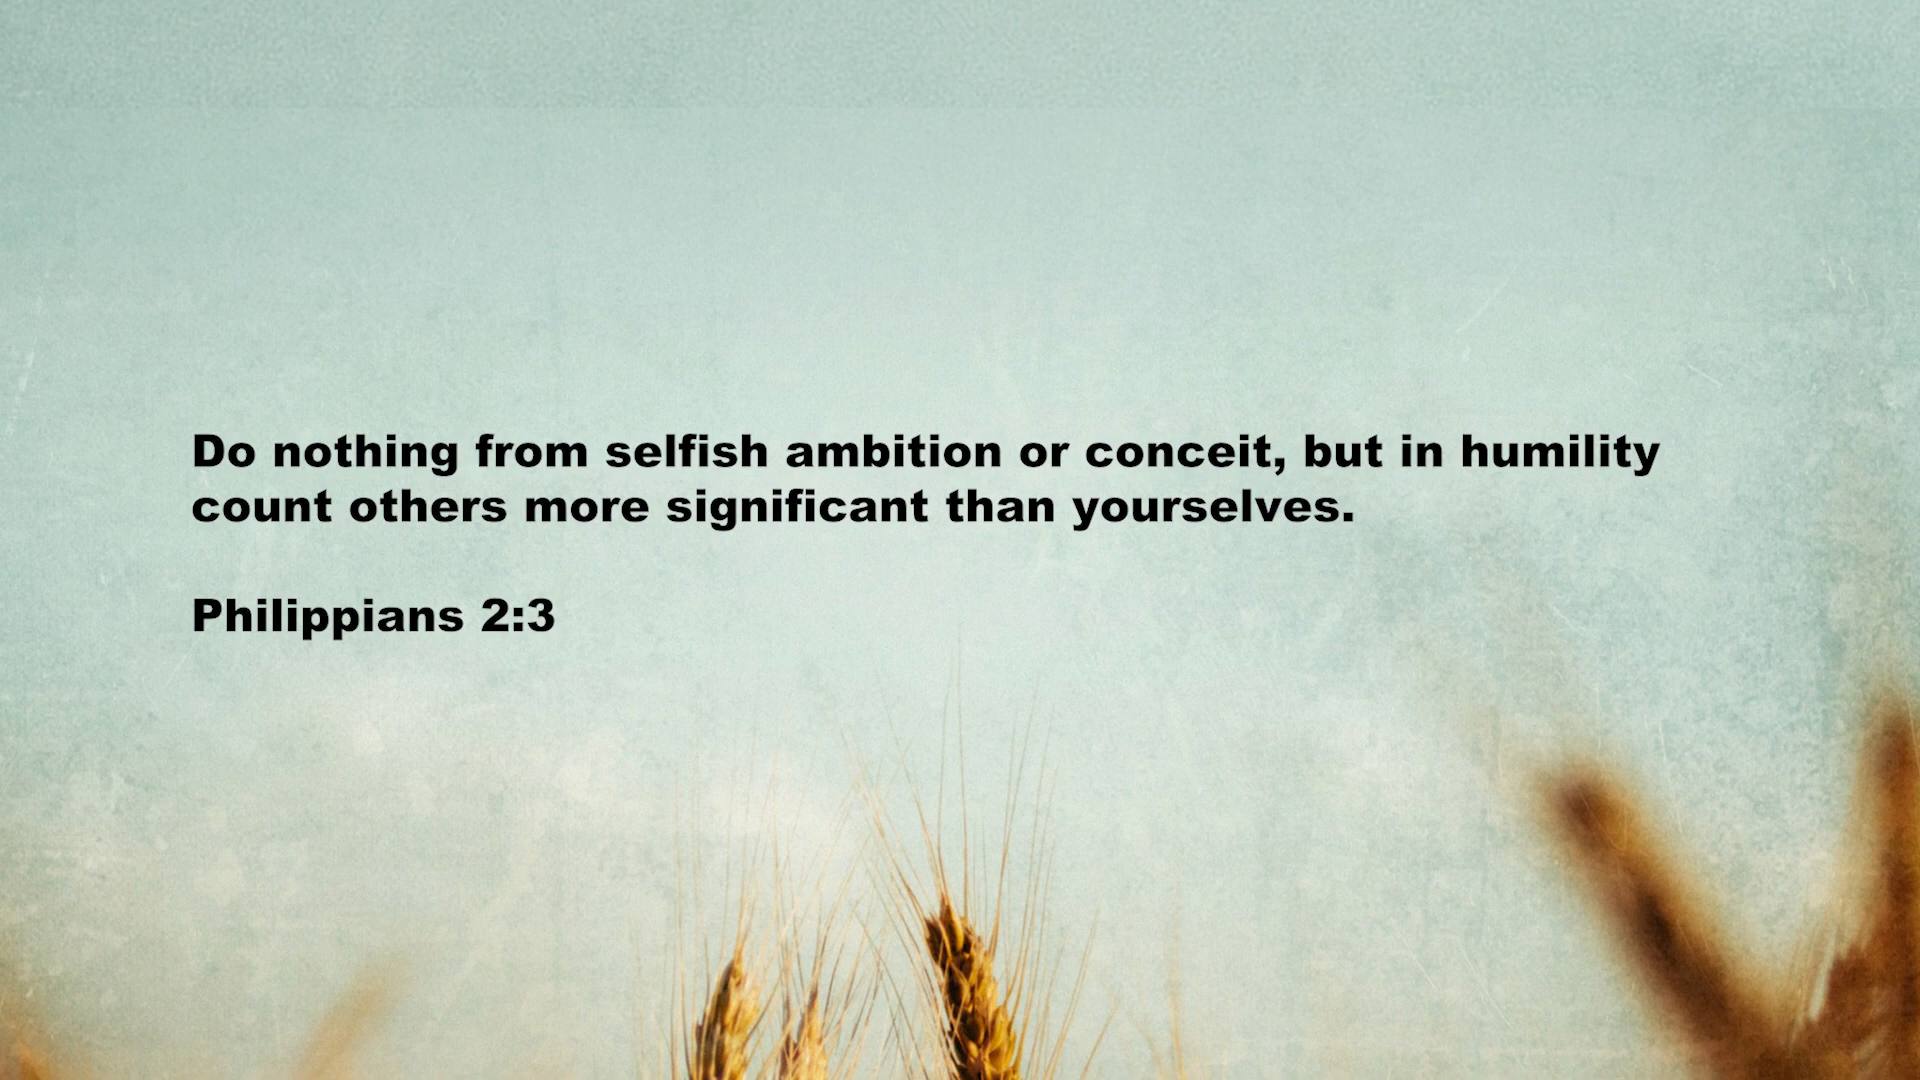 Do nothing from selfish ambition or conceit, but in humility
count others more significant than yourselves.
Philippians 2:3